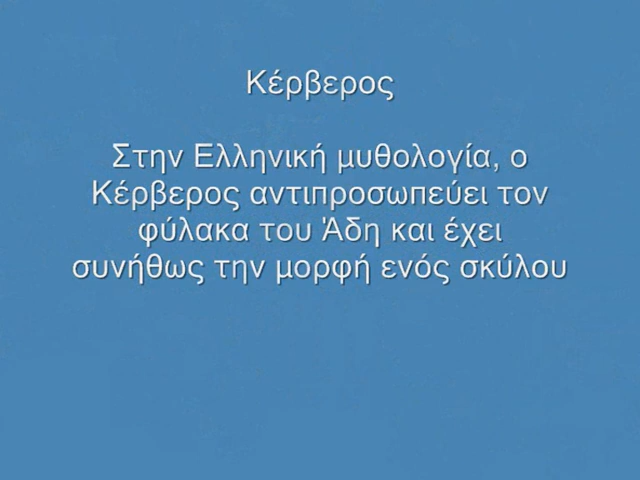 Κέρβερος
Στην Ελληνική μυθολογία, ο
Κέρβερος αντιπροσωπεύει τον
φύλακα του Άδη και έχει
συνήθως την μορφή ενός σκύλου